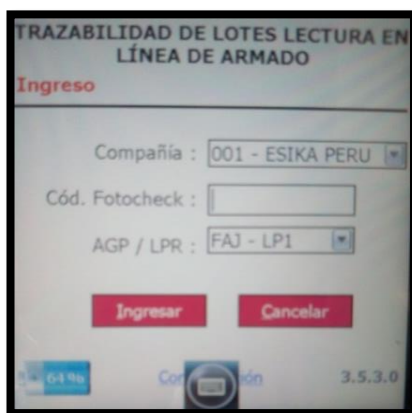 TRAZABILIDAD DE LOTES LECTURA EN
LÍNEA DE ARMADO
Ingreso
Compañia : 001 - ESIKA PERU
Cód. Fotocheck :
AGP / LPR : FAJ - LP1
Ingresar Cancelar
64% 3.5.3.0